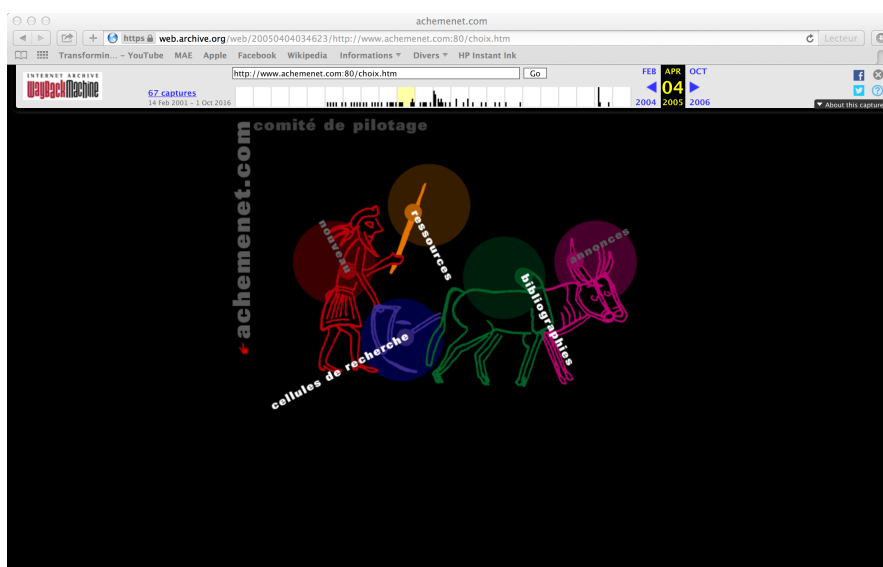 achemenet.com
https web.archive.org/web/20050404034623/http://www.achemenet.com:80/choix.htm
Lecteur
Transformin... – YouTube MAE Apple Facebook Wikipedia Informations Divers HP Instant Ink
INTERNET ARCHIVE
WayBackMachine
http://www.achemenet.com:80/choix.htm
Go
67 captures
14 Feb 2001 – 1 Oct 2016
FEB APR OCT
04
2004 2005 2006
About this capture
comité de pilotage
achemenet.com
nouveau
ressources
annonces
bibliographies
cellules de recherche